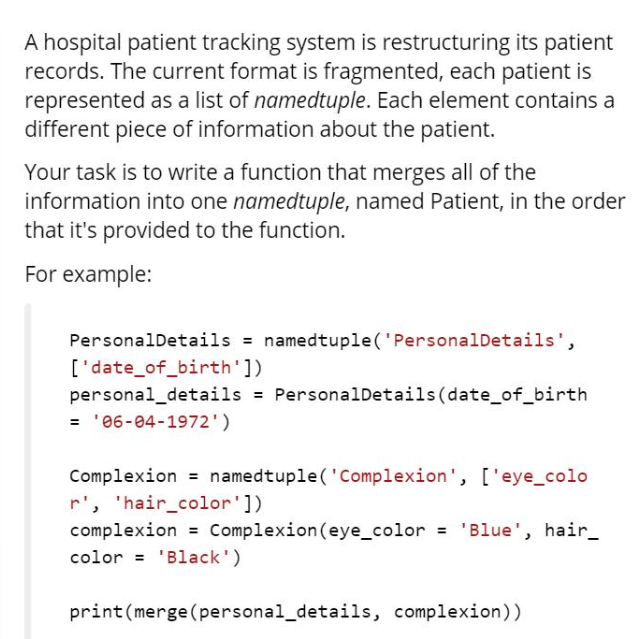 A hospital patient tracking system is restructuring its patient
records. The current format is fragmented, each patient is
represented as a list of namedtuple. Each element contains a
different piece of information about the patient.
Your task is to write a function that merges all of the
information into one namedtuple, named Patient, in the order
that it's provided to the function.
For example:
PersonalDetails = namedtuple('PersonalDetails',
['date_of_birth'])
personal_details = PersonalDetails(date_of_birth
= '06-04-1972')
Complexion = namedtuple('Complexion', ['eye_colo
r', 'hair_color'])
complexion = Complexion(eye_color = 'Blue', hair_
color = 'Black')
print(merge(personal_details, complexion))